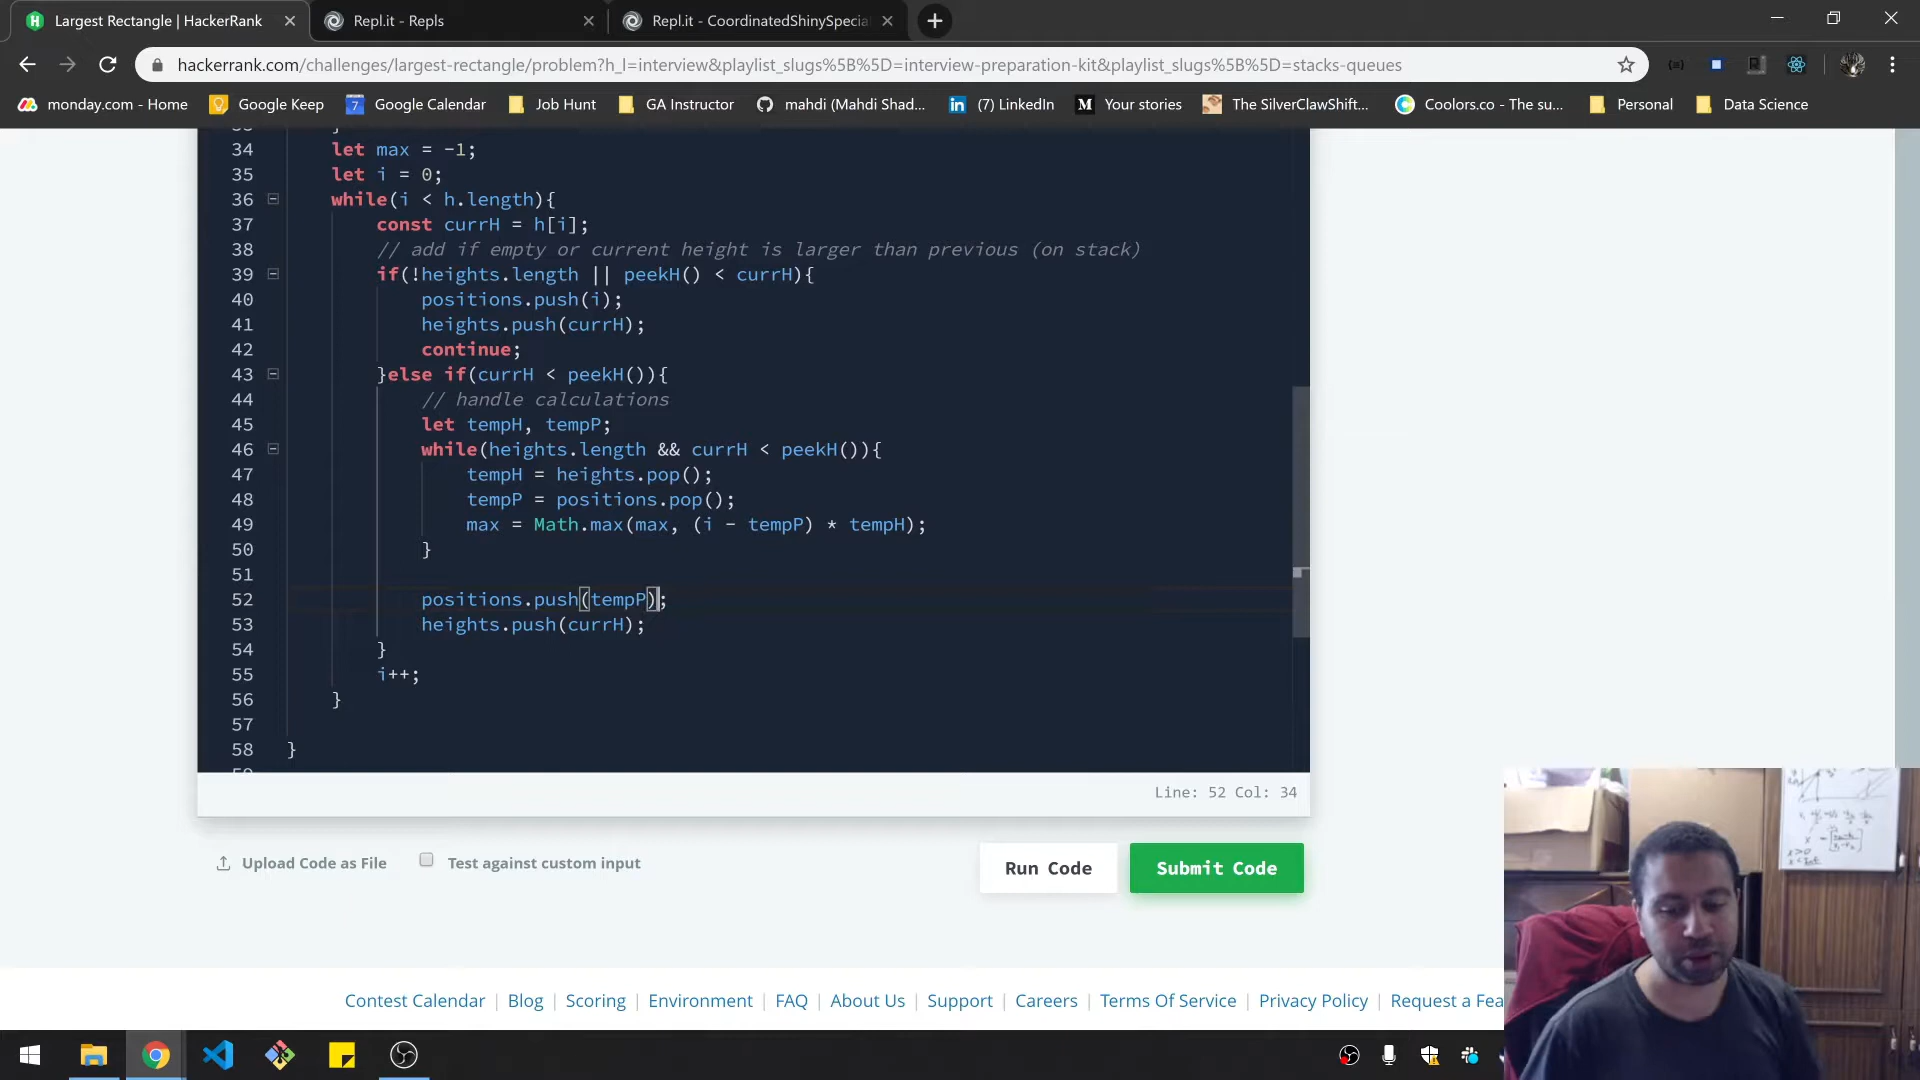 Largest Rectangle | HackerRank
Repl.it - Repls
Repl.it - CoordinatedShinySpecia
hackerrank.com/challenges/largest-rectangle/problem?h_l=interview&playlist_slugs%5B%5D=interview-preparation-kit&playlist_slugs%5B%5D=stacks-queues
monday.com - Home
Google Keep
7 Google Calendar
Job Hunt
GA Instructor
mahdi (Mahdi Shad...
in (7) LinkedIn
M Your stories
The SilverClawShift...
Coolors.co - The su...
Personal
Data Science
34 let max = -1;
35 let i = 0;
36 while(i < h.length){
37 const currH = h[i];
38 // add if empty or current height is larger than previous (on stack)
39 if(!heights.length || peekH() < currH){
40 positions.push(i);
41 heights.push(currH);
42 continue;
43 }else if(currH < peekH()){
44 // handle calculations
45 let tempH, tempP;
46 while(heights.length && currH < peekH()){
47 tempH = heights.pop();
48 tempP = positions.pop();
49 max = Math.max(max, (i - tempP) * tempH);
50 }
51
52 positions.push(tempP);
53 heights.push(currH);
54 }
55 i++;
56 }
57
58 }
Line: 52 Col: 34
Upload Code as File
Test against custom input
Run Code
Submit Code
Contest Calendar | Blog | Scoring | Environment | FAQ | About Us | Support | Careers | Terms Of Service | Privacy Policy | Request a Fea